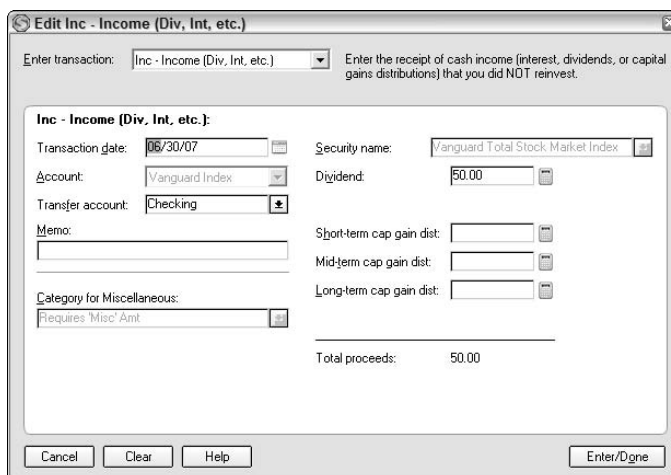 Edit Inc - Income (Div, Int, etc.)
Enter transaction: Inc - Income (Div, Int, etc.)
Enter the receipt of cash income (interest, dividends, or capital
gains distributions) that you did NOT reinvest.
Inc - Income (Div, Int, etc.):
Transaction date: 06/30/07
Account: Vanguard Index
Transfer account: Checking
Memo:
Category for Miscellaneous:
Requires 'Misc' Amt
Security name: Vanguard Total Stock Market Index
Dividend: 50.00
Short-term cap gain dist:
Mid-term cap gain dist:
Long-term cap gain dist:
Total proceeds: 50.00
Cancel Clear Help Enter/Done